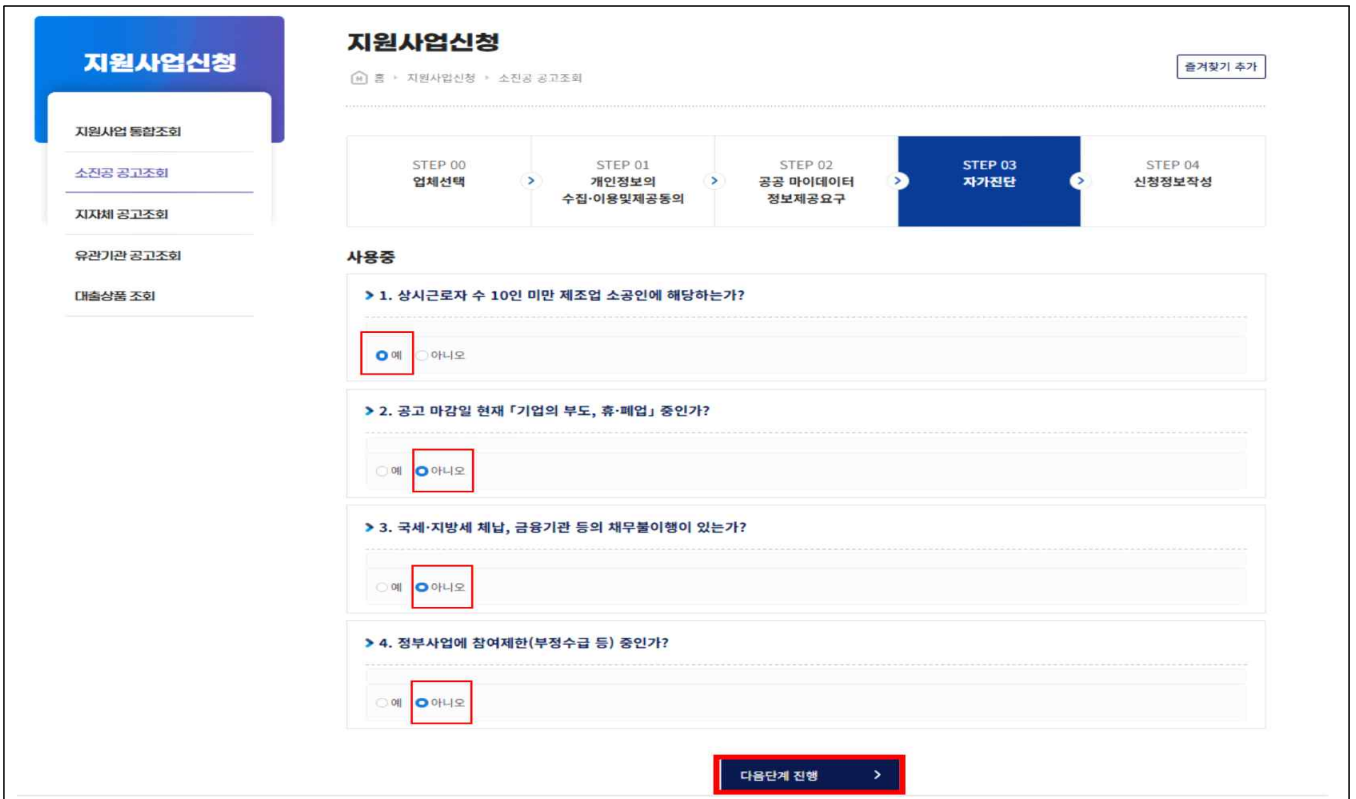 지원사업신청
지원사업 통합조회
소진공 공고조회
지자체 공고조회
유관기관 공고조회
대출상품 조회
지원사업신청
홈 지원사업신청 소진공 공고조회
즐겨찾기 추가
STEP 00
업체선택
STEP 01
개인정보의
수집·이용및제공동의
STEP 02
공공 마이데이터
정보제공요구
STEP 03
자가진단
STEP 04
신청정보작성
사용중
1. 상시근로자 수 10인 미만 제조업 소공인에 해당하는가?
예 아니오
2. 공고 마감일 현재 「기업의 부도, 휴·폐업」 중인가?
예 아니오
3. 국세·지방세 체납, 금융기관 등의 채무불이행이 있는가?
예 아니오
4. 정부사업에 참여제한(부정수급 등) 중인가?
예 아니오
다음단계 진행